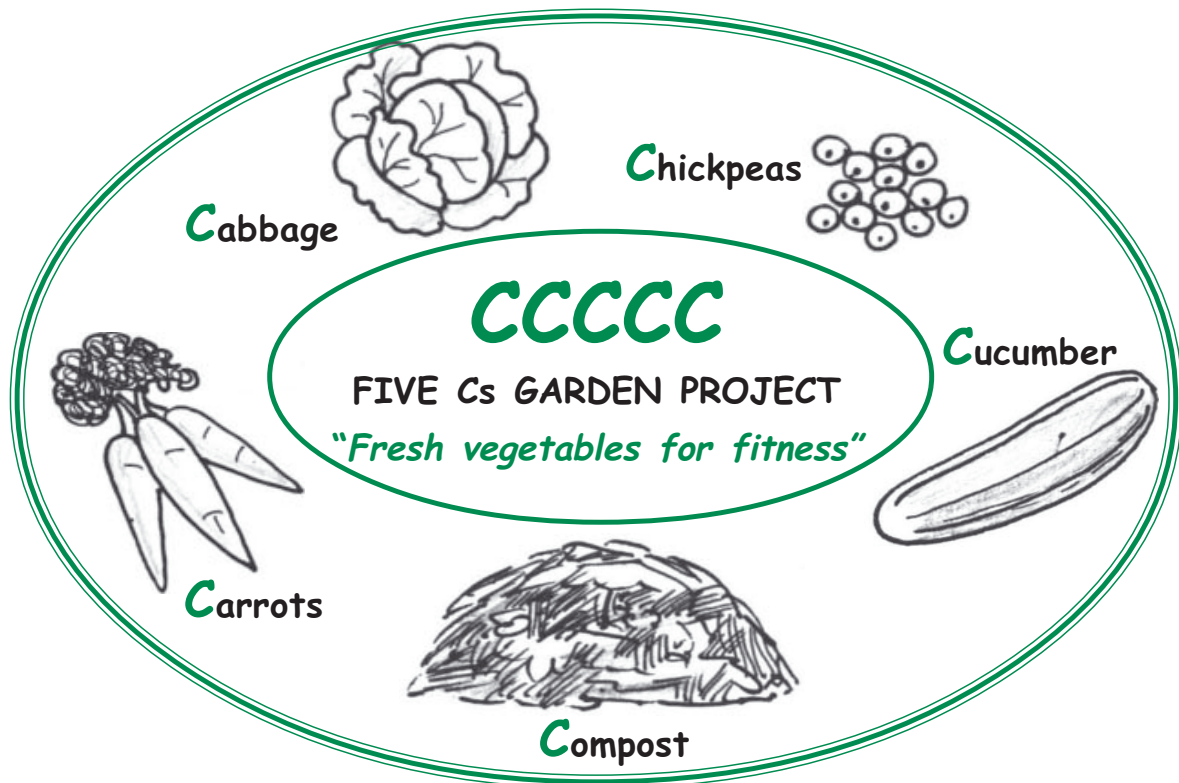 Chickpeas
Cabbage
CCCCC
FIVE Cs GARDEN PROJECT
“Fresh vegetables for fitness”
Cucumber
Carrots
Compost